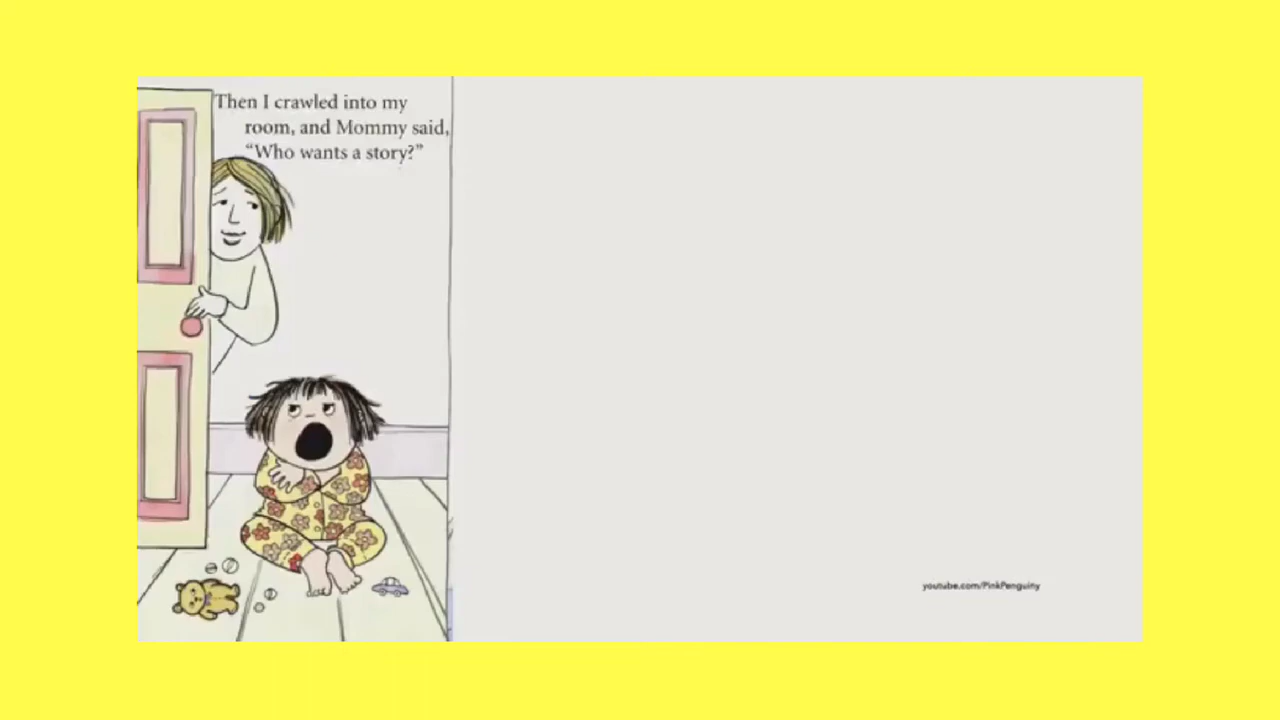 Then I crawled into my
room, and Mommy said,
“Who wants a story?”
youtube.com/PinkPenguiny